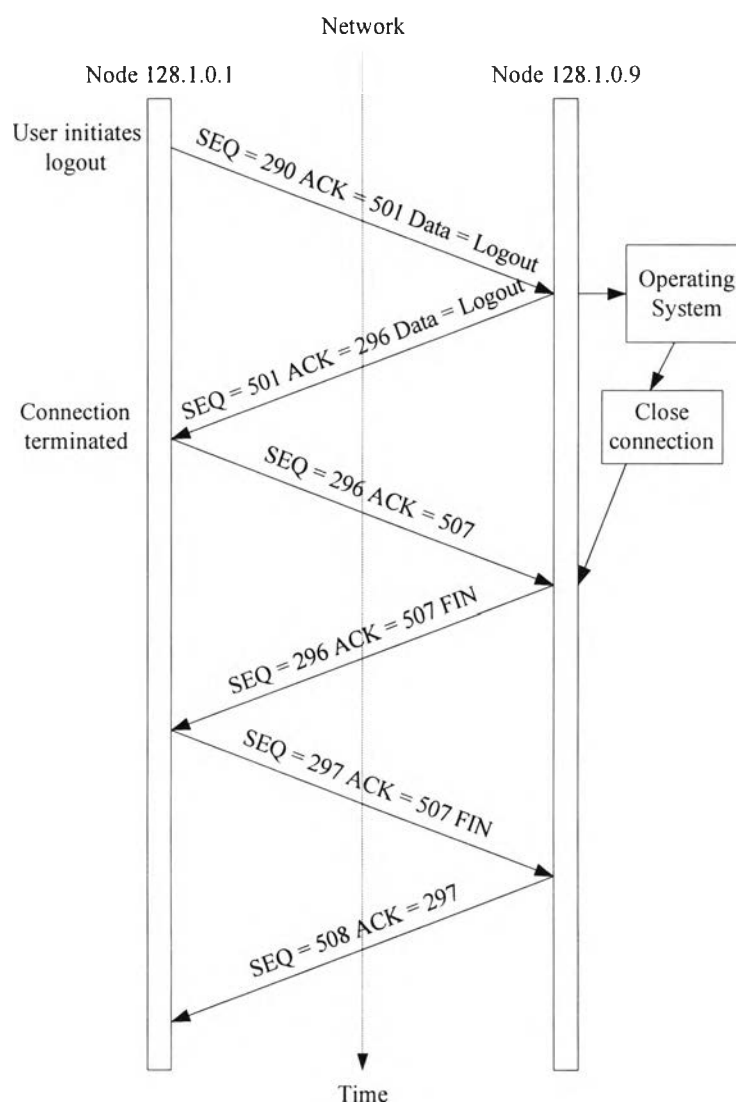 Network
Node 128.1.0.1
Node 128.1.0.9
User initiates
logout
SEQ = 290 ACK = 501 Data = Logout
Operating
System
SEQ = 501 ACK = 296 Data = Logout
Close
connection
Connection
terminated
SEQ = 296 ACK = 507
SEQ = 296 ACK = 507 FIN
SEQ = 297 ACK = 507 FIN
SEQ = 508 ACK = 297
Time